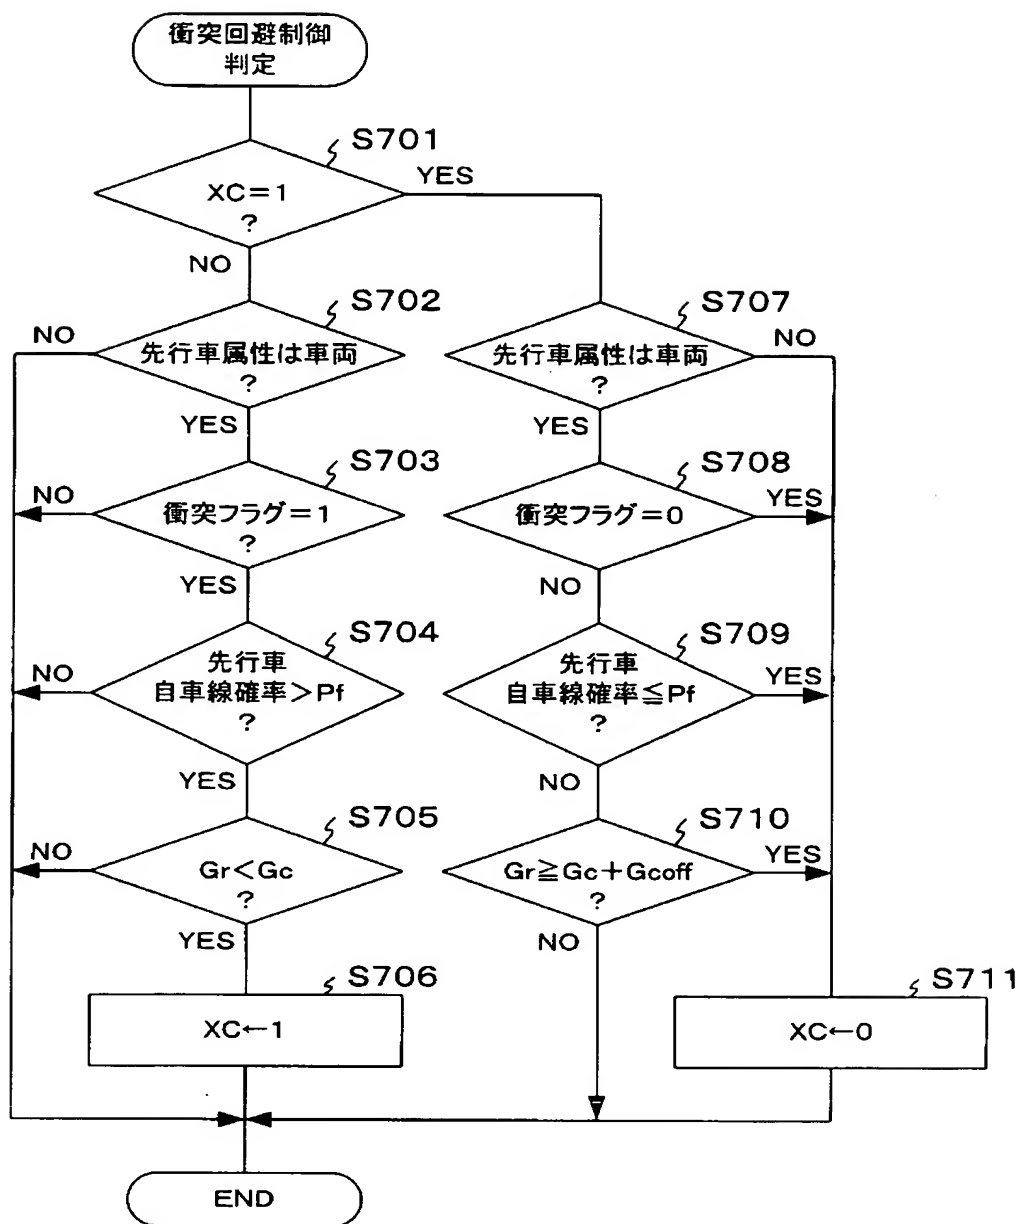 衝突回避制御
判定
S701
XC=1
?
YES
NO
S702
先行車属性は車両
?
NO
YES
S703
衝突フラグ=1
?
NO
YES
S704
先行車
自車線確率>Pf
?
NO
YES
S705
Gr<Gc
?
NO
YES
S706
XC←1
S707
先行車属性は車両
?
NO
YES
S708
衝突フラグ=0
YES
NO
S709
先行車
自車線確率≦Pf
?
YES
NO
S710
Gr≧Gc+Gcoff
?
YES
NO
S711
XC←0
END